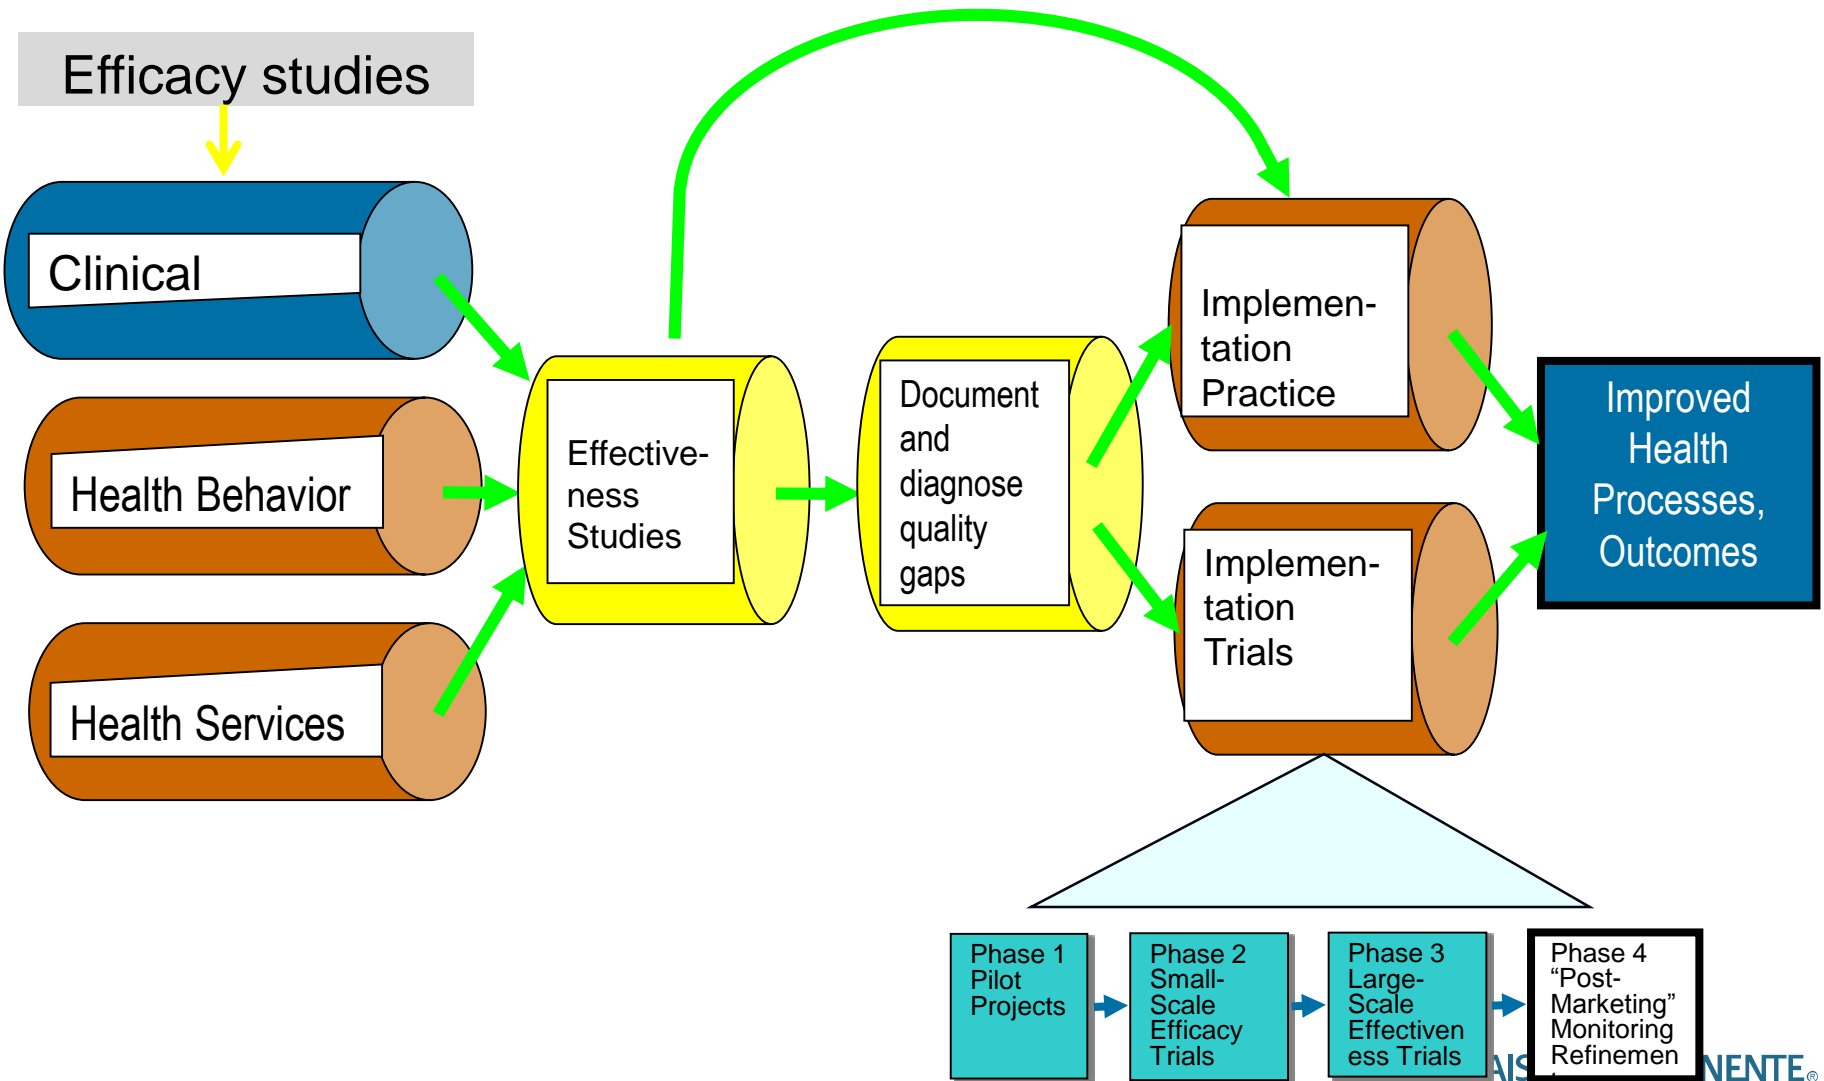 Efficacy studies
Clinical
Health Behavior
Health Services
Effective-
ness
Studies
Document
and
diagnose
quality
gaps
Implemen-
tation
Practice
Implemen-
tation
Trials
Improved
Health
Processes,
Outcomes
Phase 1
Pilot
Projects
Phase 2
Small-
Scale
Efficacy
Trials
Phase 3
Large-
Scale
Effectiven
ess Trials
Phase 4
“Post-
Marketing”
Monitoring
Refinemen
NENTE®